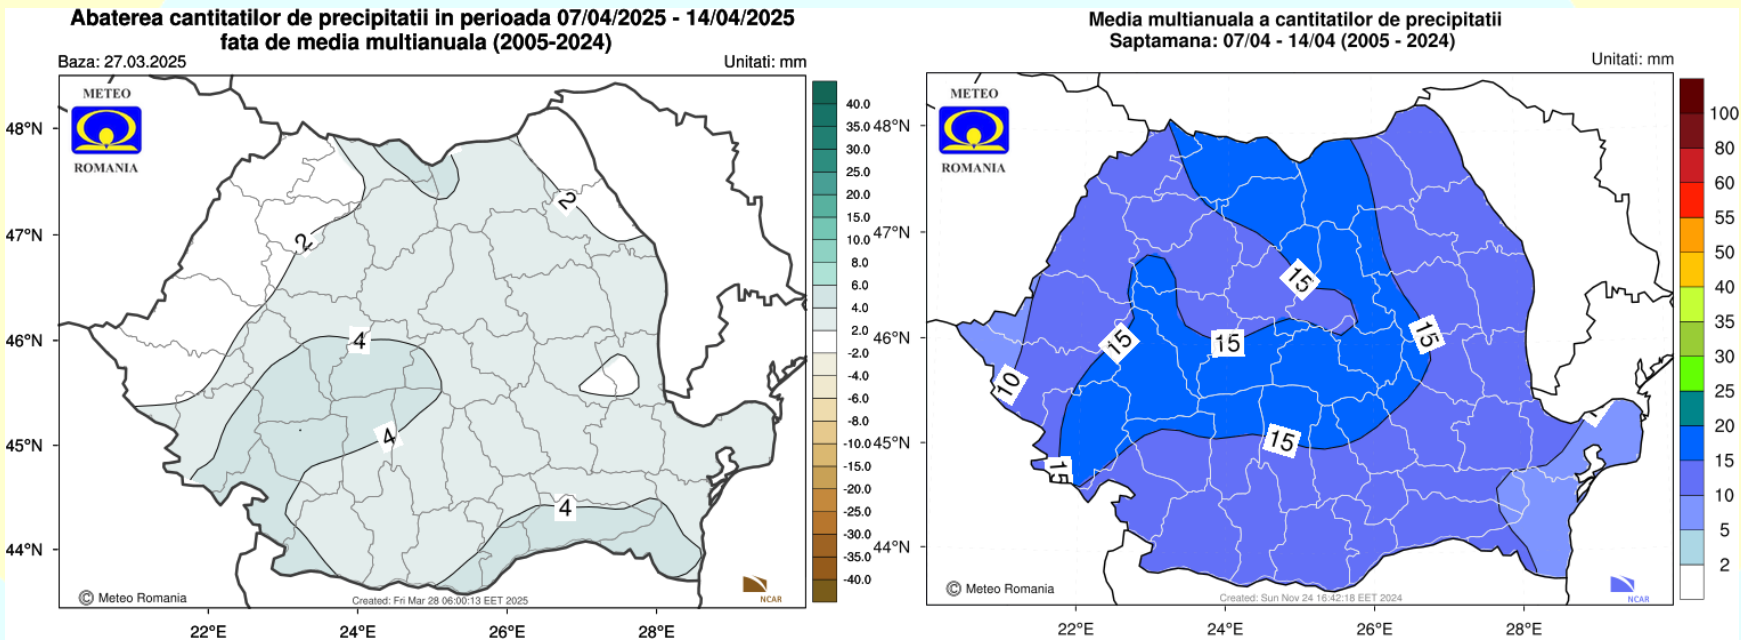 Abaterea cantitatilor de precipitatii in perioada 07/04/2025 - 14/04/2025
fata de media multianuala (2005-2024)
Baza: 27.03.2025
Unitati: mm
METEO
ROMANIA
48°N
47°N
46°N
45°N
44°N
2
2
4
4
4
40.0
35.0
30.0
25.0
20.0
15.0
10.0
8.0
6.0
4.0
2.0
-2.0
-4.0
-6.0
-8.0
-10.0
-15.0
-20.0
-25.0
-30.0
-35.0
-40.0
© Meteo Romania
Created: Fri Mar 28 06:00:13 EET 2025
NCAR
22°E
24°E
26°E
28°E
Media multianuala a cantitatilor de precipitatii
Saptamana: 07/04 - 14/04 (2005 - 2024)
Unitati: mm
METEO
ROMANIA
48°N
47°N
46°N
45°N
44°N
15
15
15
15
10
15
15
100
80
60
55
50
40
35
30
25
20
15
10
5
2
© Meteo Romania
Created: Sun Nov 24 16:42:18 EET 2024
NCAR
22°E
24°E
26°E
28°E